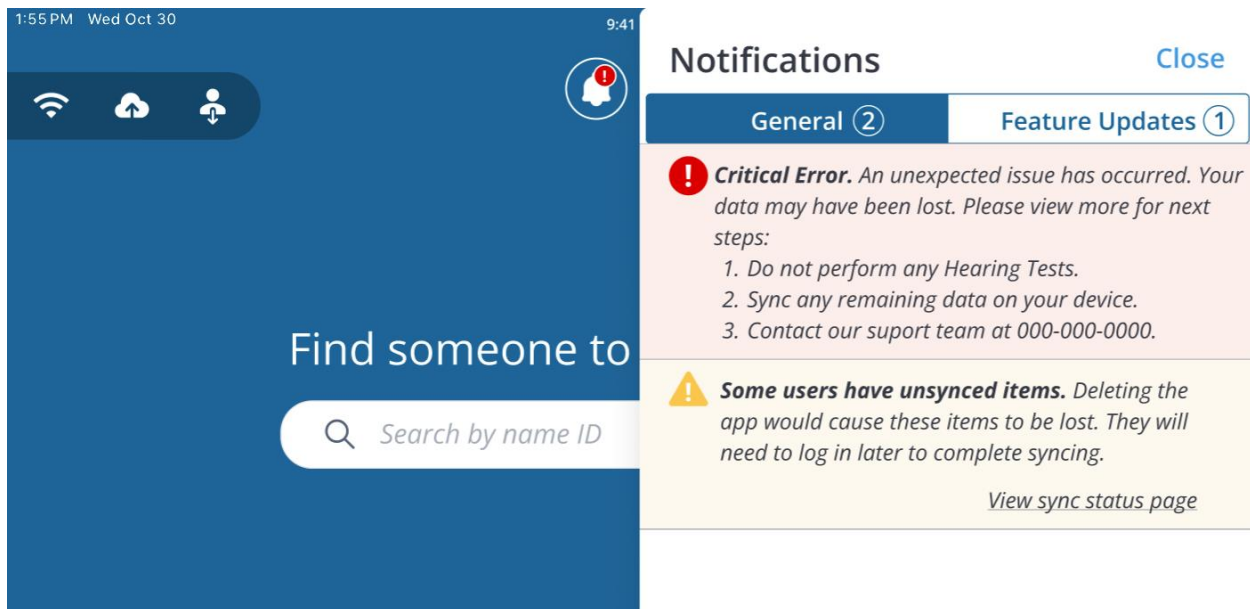 1:55 PM Wed Oct 30
9:41
Find someone to
Search by name ID
Notifications
Close
General 2
Feature Updates 1
Critical Error. An unexpected issue has occurred. Your
data may have been lost. Please view more for next
steps:
1. Do not perform any Hearing Tests.
2. Sync any remaining data on your device.
3. Contact our suport team at 000-000-0000.
Some users have unsynced items. Deleting the
app would cause these items to be lost. They will
need to log in later to complete syncing.
View sync status page